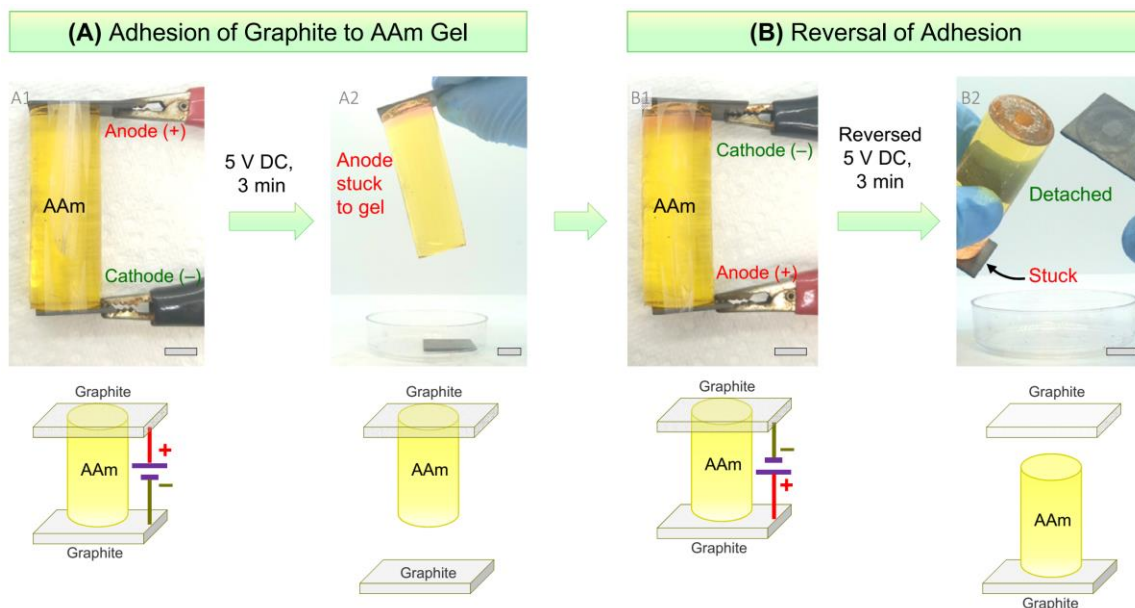 (A) Adhesion of Graphite to AAm Gel
(B) Reversal of Adhesion
A1
Anode (+)
AAm
Cathode (–)
5 V DC,
3 min
A2
Anode
stuck
to gel
B1
Cathode (–)
AAm
Anode (+)
Reversed
5 V DC,
3 min
B2
Detached
Stuck
Graphite
+
AAm
–
Graphite
Graphite
AAm
Graphite
Graphite
–
AAm
+
Graphite
Graphite
AAm
Graphite